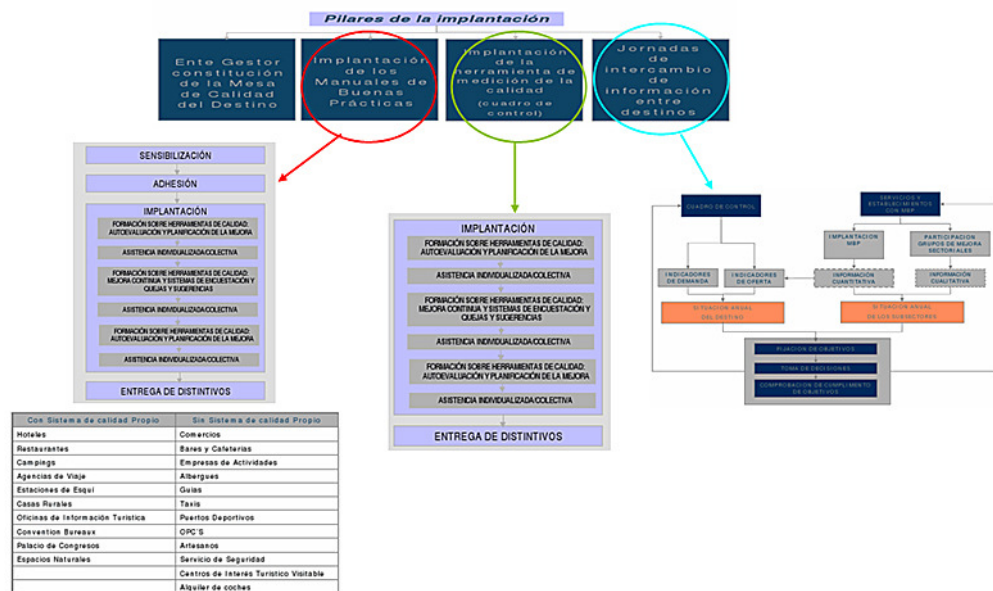 Pilares de la implantación
Ente Gestor
constitución
de la Mesa
de Calidad
del Destino
Implantación
de los
Manuales de
Buenas
Prácticas
Implantación
de la
herramienta de
medición de la
calidad
(cuadro de
control)
Jornadas
de
intercambio
de
información
entre
destinos
SENSIBILIZACIÓN
ADHESIÓN
IMPLANTACIÓN
FORMACIÓN SOBRE HERRAMIENTAS DE CALIDAD:
AUTOEVALUACIÓN Y PLANIFICACIÓN DE LA MEJORA
ASISTENCIA INDIVIDUALIZADA/COLECTIVA
FORMACIÓN SOBRE HERRAMIENTAS DE CALIDAD:
MEJORA CONTINUA Y SISTEMAS DE ENCUESTACIÓN Y
QUEJAS Y SUGERENCIAS
ASISTENCIA INDIVIDUALIZADA/COLECTIVA
FORMACIÓN SOBRE HERRAMIENTAS DE CALIDAD:
AUTOEVALUACIÓN Y PLANIFICACIÓN DE LA MEJORA
ASISTENCIA INDIVIDUALIZADA/COLECTIVA
ENTREGA DE DISTINTIVOS
IMPLANTACIÓN
FORMACIÓN SOBRE HERRAMIENTAS DE CALIDAD:
AUTOEVALUACIÓN Y PLANIFICACIÓN DE LA MEJORA
ASISTENCIA INDIVIDUALIZADA/COLECTIVA
FORMACIÓN SOBRE HERRAMIENTAS DE CALIDAD:
MEJORA CONTINUA Y SISTEMAS DE ENCUESTACIÓN Y
QUEJAS Y SUGERENCIAS
ASISTENCIA INDIVIDUALIZADA/COLECTIVA
FORMACIÓN SOBRE HERRAMIENTAS DE CALIDAD:
AUTOEVALUACIÓN Y PLANIFICACIÓN DE LA MEJORA
ASISTENCIA INDIVIDUALIZADA/COLECTIVA
ENTREGA DE DISTINTIVOS
CUADRO DE CONTROL
SERVICIOS Y
ESTABLECIMIENTOS
CON MBP
IMPLANTACION
MBP
PARTICIPACION
GRUPOS DE MEJORA
SECTORIALES
INDICADORES
DE DEMANDA
INDICADORES
DE OFERTA
INFORMACIÓN
CUANTITATIVA
INFORMACIÓN
CUALITATIVA
SITUACION ANUAL
DEL DESTINO
SITUACION ANUAL
DE LOS SUBSECTORES
FIJACION DE OBJETIVOS
TOMA DE DECISIONES
COMPROBACION DE CUMPLIMIENTO
DE OBJETIVOS
Con Sistema de calidad Propio Sin Sistema de calidad Propio
Hoteles Comercios
Restaurantes Bares y Cafeterias
Campings Empresas de Actividades
Agencias de Viaje Albergues
Estaciones de Esquí Guías
Casas Rurales Taxis
Oficinas de Información Turística Puertos Deportivos
Convention Bureaux OPC'S
Palacio de Congresos Artesanos
Espacios Naturales Servicio de Seguridad
Centros de Interés Turístico Visitable
Alquiler de coches